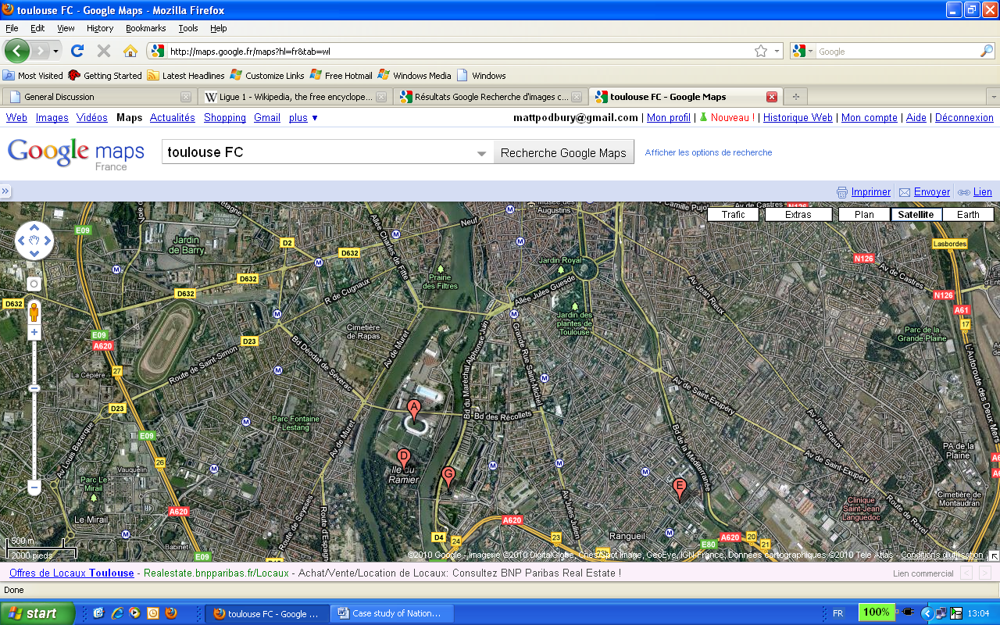 toulouse FC - Google Maps - Mozilla Firefox
File Edit View History Bookmarks Tools Help
http://maps.google.fr/maps?hl=fr&tab=wl
Google
Most Visited Getting Started Latest Headlines Customize Links Free Hotmail Windows Media Windows
General Discussion
Ligue 1 - Wikipedia, the free encyclope...
Résultats Google Recherche d'images c...
toulouse FC - Google Maps
Web Images Vidéos Maps Actualités Shopping Gmail plus ▼
mattpodbury@gmail.com | Mon profil | Nouveau ! | Historique Web | Mon compte | Aide | Déconnexion
Google maps
France
toulouse FC
Recherche Google Maps
Afficher les options de recherche
»
Imprimer Envoyer Lien
Trafic Extras Plan Satellite Earth
Augustins
Camille Pujol
Av de Castres
N126
E09
Neuf
Jardin
de Barry
D2
D632
Allée Charles de Fitte
Lasbordes
N126
Jardin Royal
Av de Castres
Prairie
des Filtres
D632
Allée Jules Guesde
D632
R de Cugnaux
D632
Av Jean Rieux
N126
A61
17
Jardin des
plantes de
Toulouse
Cimetière
de Rapas
Parc de la
Grande Plaine
E09
A620
D23
Bd Déodat de Séverac
Av de Muret
Bd du Maréchal Alphonse Juin
Grande Rue Saint-Michel
L'Autoroute des Deux Mers
27
La Cépière
Route de Saint-Simon
Av de Saint-Exupéry
D23
A
Bd des Récollets
Parc Fontaine
Lestang
Av Jean Rieux
E09
Av de Muret
Av Louis Bazerque
Bd de la Méditerranée
PA de la
Plaine
D
Ile du
Ramier
G
E
26
Vauquelin
Av de Saint-Exupéry
Parc Le
Mirail
Cimetière de
Montaudran
Clinique
Saint-Jean
Languedoc
Le Mirail
A620
A620
Route de Seysses
Route d'Espagne
Av Jules Julien
Route de Revel
Rangueil
D4
24
23
E80
A620
20
21
Babinet
E09
500 m
2000 pieds
©2010 Google - Imagerie ©2010 DigitalGlobe, Cnes/Spot Image, GeoEye, IGN-France, Données cartographiques ©2010 Tele Atlas - Conditions d'utilisation
Offres de Locaux Toulouse - Realestate.bnpparibas.fr/Locaux - Achat/Vente/Location de Locaux: Consultez BNP Paribas Real Estate !
Lien commercial < >
Done
start
toulouse FC - Google ...
Case study of Nation...
FR
100%
13:04